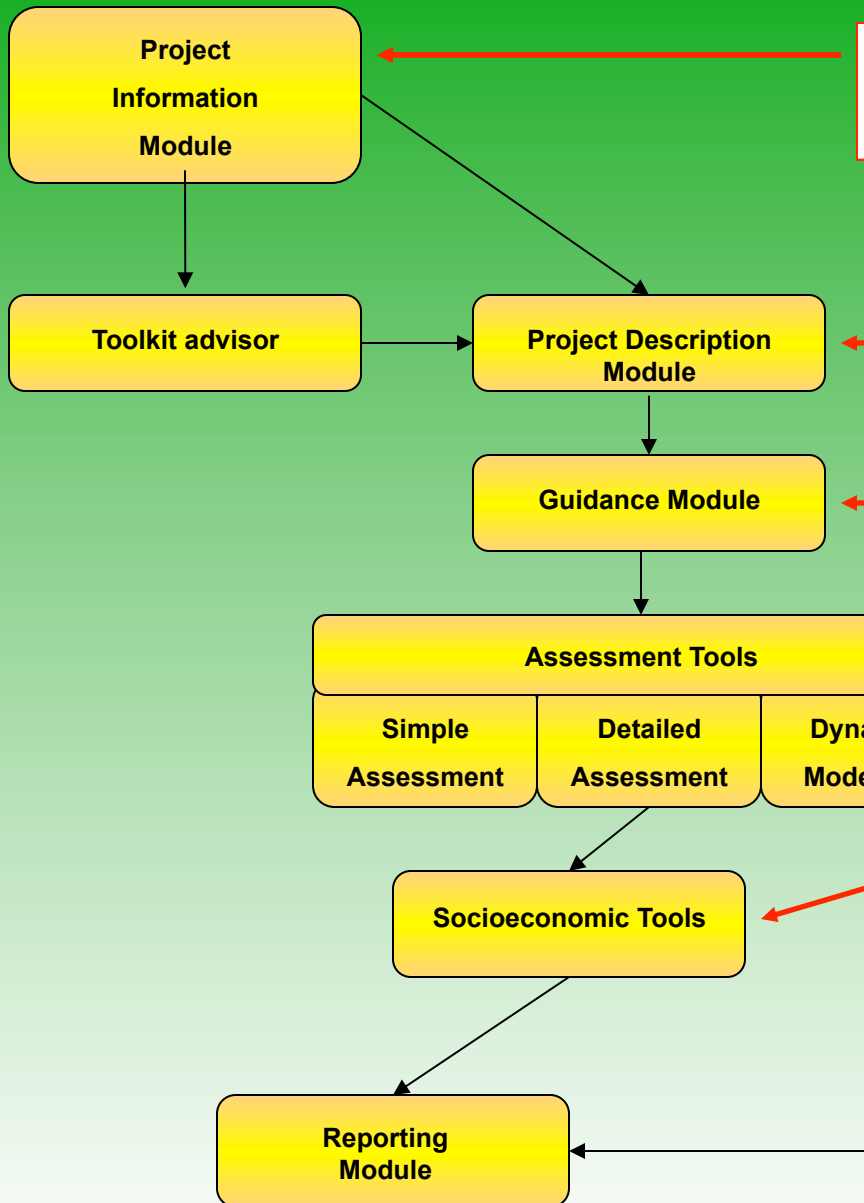 Project
Information
Module
Toolkit advisor
Project Description
Module
Guidance Module
Assessment Tools
Simple
Assessment
Detailed
Assessment
Socioeconomic Tools
Reporting
Module